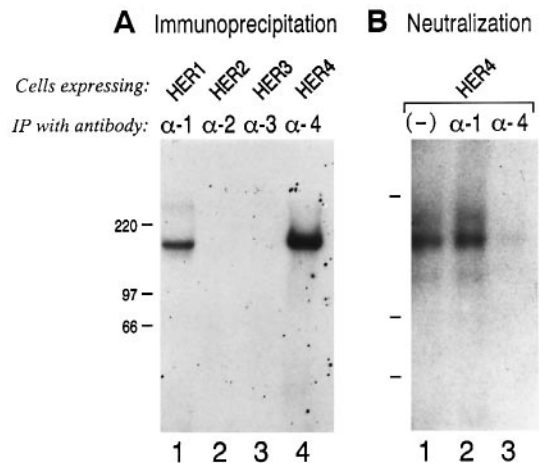 A Immunoprecipitation
B Neutralization
Cells expressing: HER1 HER2 HER3 HER4
HER4
IP with antibody: α-1 α-2 α-3 α-4
(-) α-1 α-4
220
97
66
1 2 3 4
1 2 3